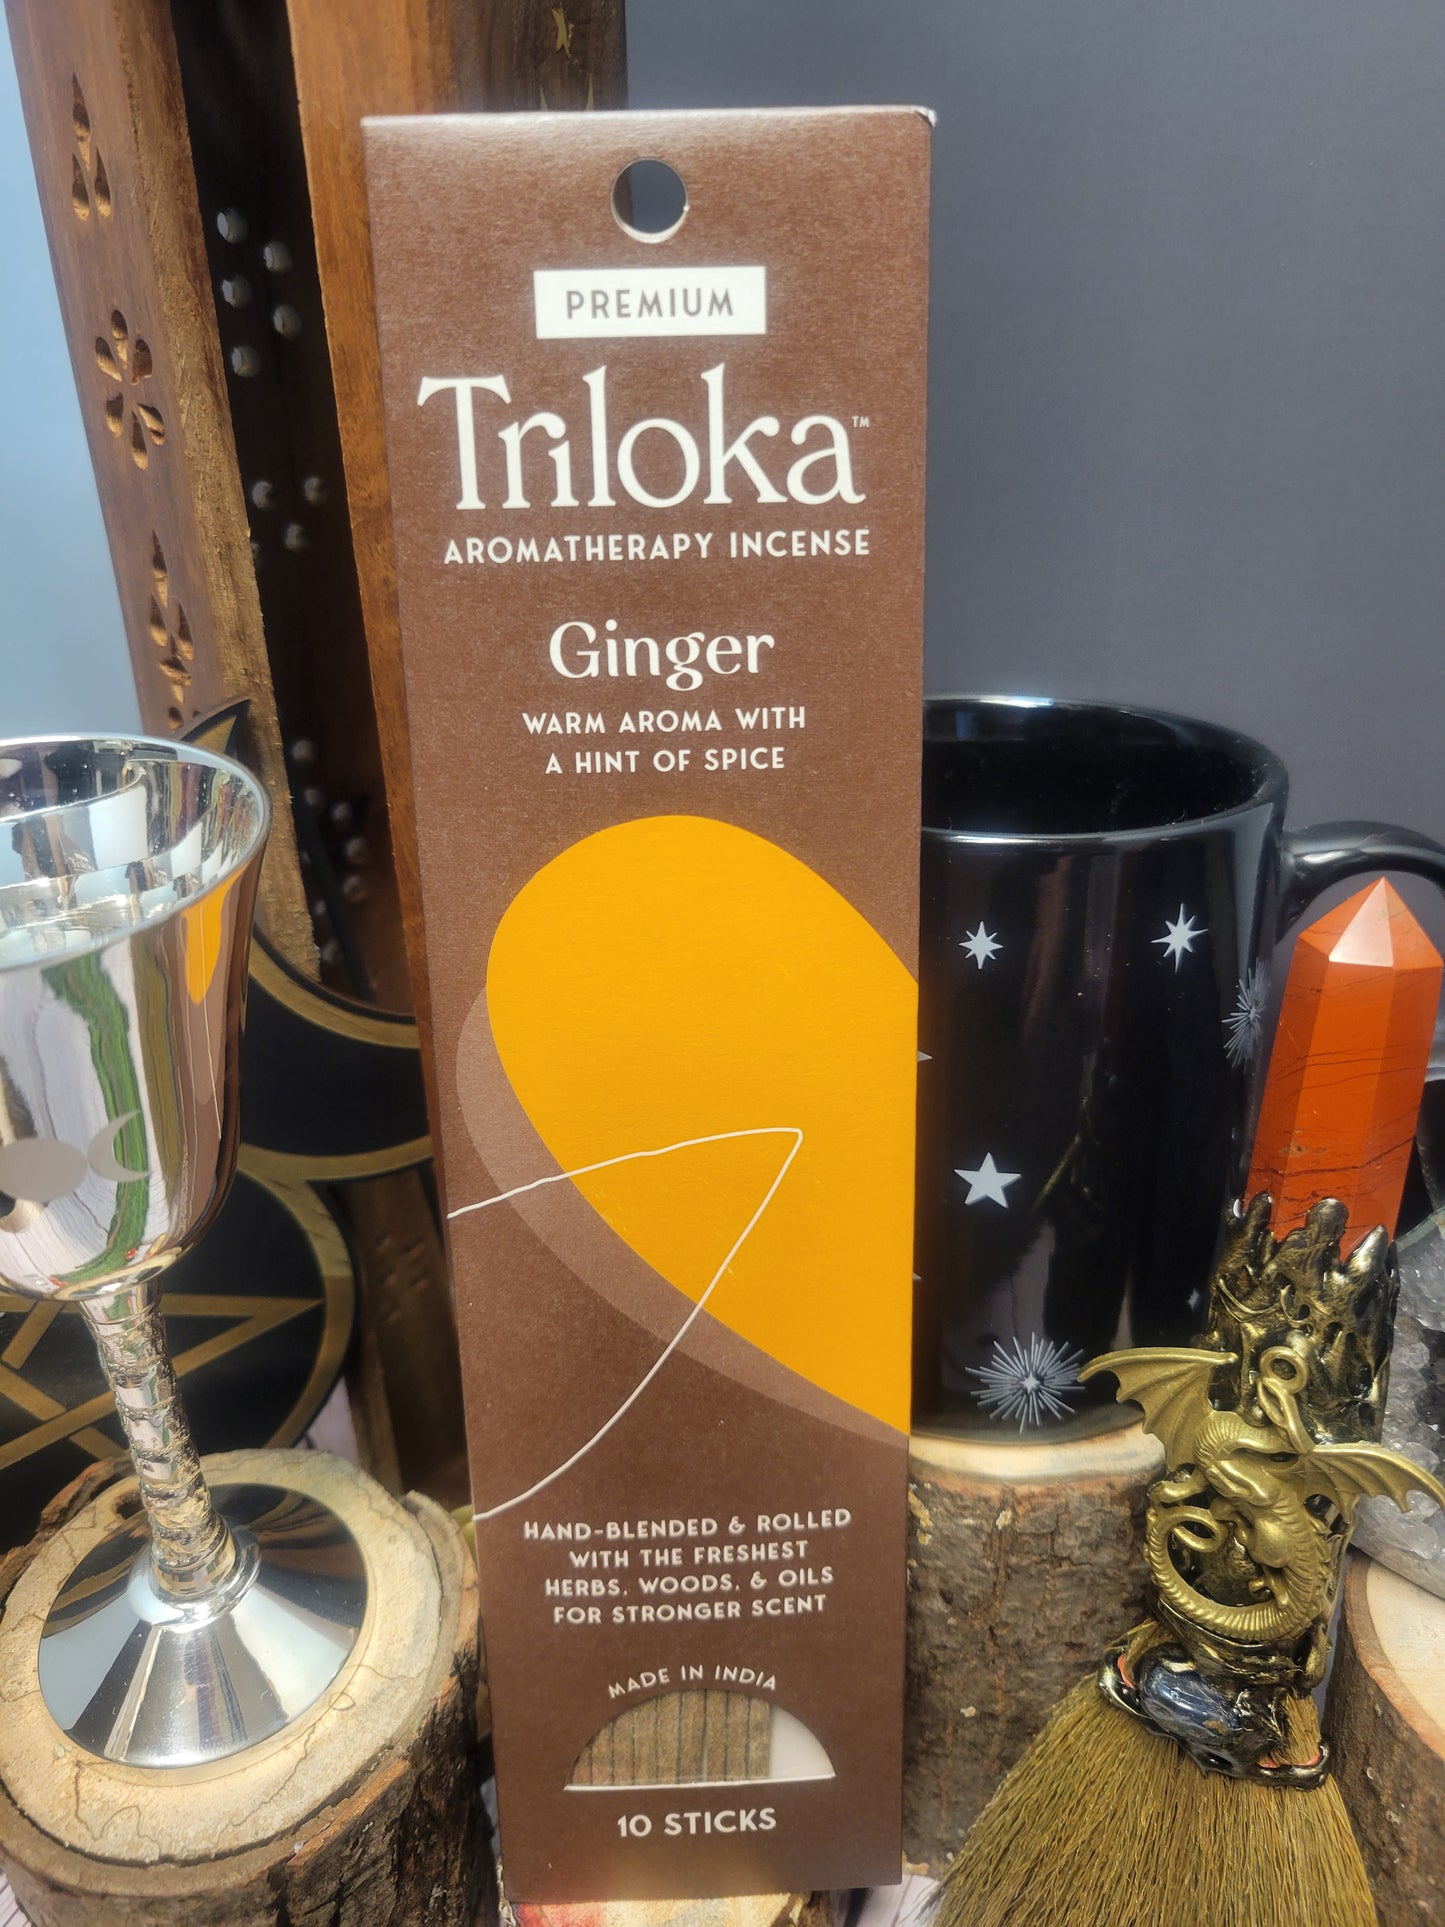 PREMIUM
Triloka™
AROMATHERAPY INCENSE
Ginger
WARM AROMA WITH
A HINT OF SPICE
HAND-BLENDED & ROLLED
WITH THE FRESHEST
HERBS, WOODS, & OILS
FOR STRONGER SCENT
MADE IN INDIA
10 STICKS